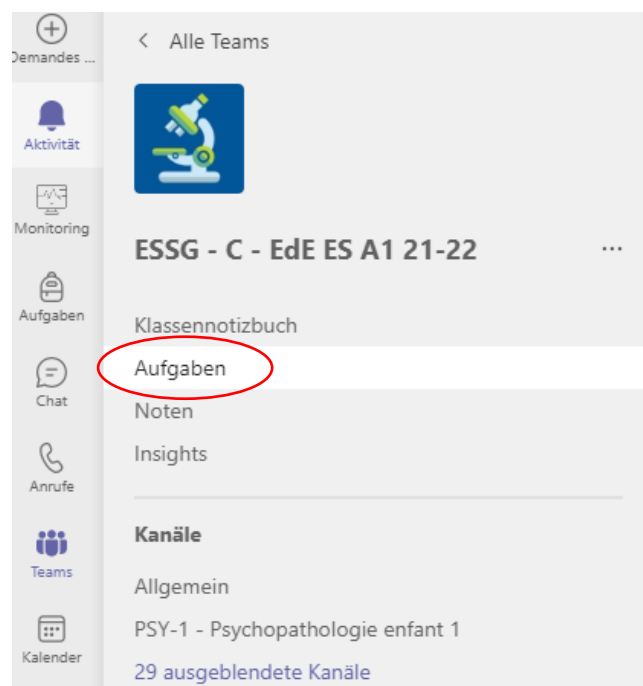 Demandes ...
Aktivität
Monitoring
Aufgaben
Chat
Anrufe
Teams
Kalender
Alle Teams
ESSG - C - EdE ES A1 21-22
...
Klassennotizbuch
Aufgaben
Noten
Insights
Kanäle
Allgemein
PSY-1 - Psychopathologie enfant 1
29 ausgeblendete Kanäle